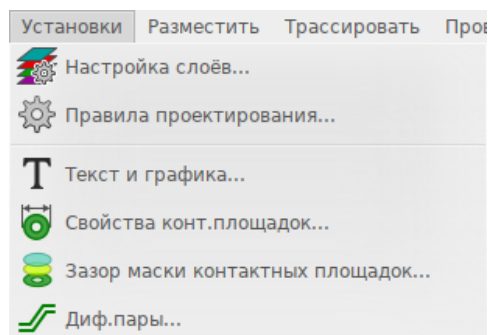 Установки Разместить Трассировать
Настройка слоёв...
Правила проектирования...
Текст и графика...
Свойства конт.площадок...
Зазор маски контактных площадок...
Диф.пары...